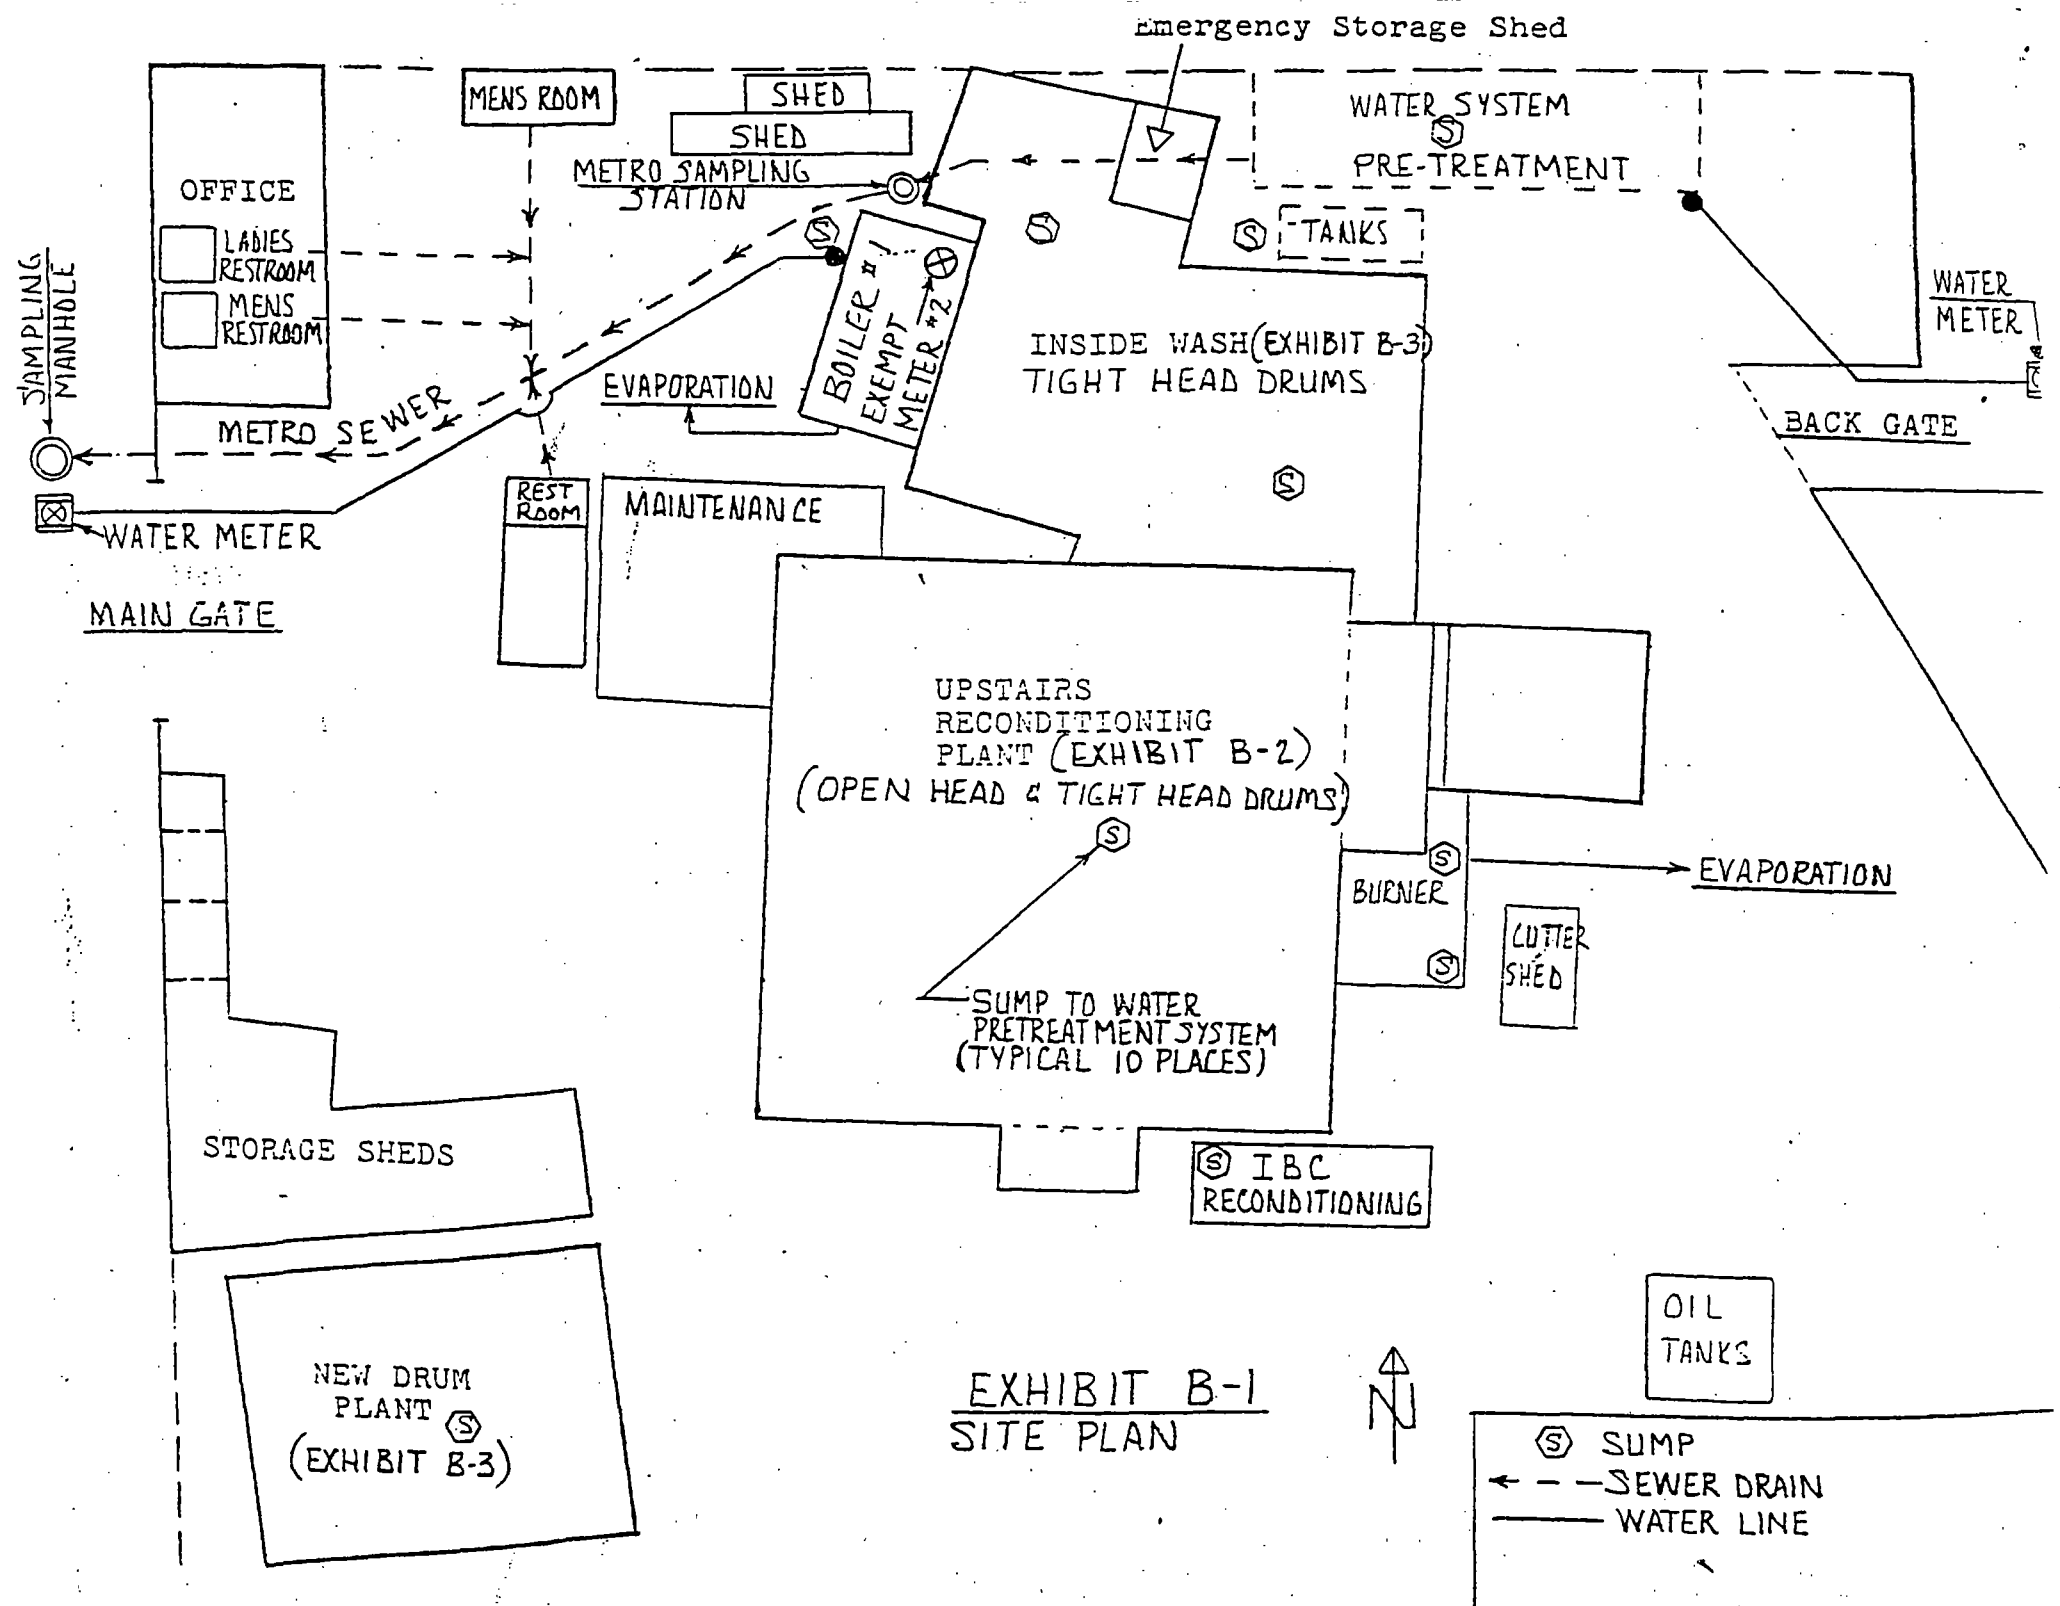 Emergency Storage Shed
MENS ROOM
SHED
SHED
WATER SYSTEM
S
PRE-TREATMENT
METRO SAMPLING
STATION
OFFICE
LADIES
RESTROOM
MENS
RESTROOM
SAMPLING
MANHOLE
S
S
S
TANKS
BOILER #1
EXEMPT
METER #2
WATER
METER
INSIDE WASH (EXHIBIT B-3)
TIGHT HEAD DRUMS
EVAPORATION
METRO SEWER
BACK GATE
S
REST
ROOM
MAINTENANCE
WATER METER
MAIN GATE
UPSTAIRS
RECONDITIONING
PLANT (EXHIBIT B-2)
(OPEN HEAD & TIGHT HEAD DRUMS)
S
S
EVAPORATION
BURNER
CUTTER
SHED
S
SUMP TO WATER
PRETREATMENT SYSTEM
(TYPICAL 10 PLACES)
STORAGE SHEDS
S IBC
RECONDITIONING
OIL
TANKS
NEW DRUM
PLANT S
(EXHIBIT B-3)
EXHIBIT B-1
SITE PLAN
N
S SUMP
SEWER DRAIN
WATER LINE